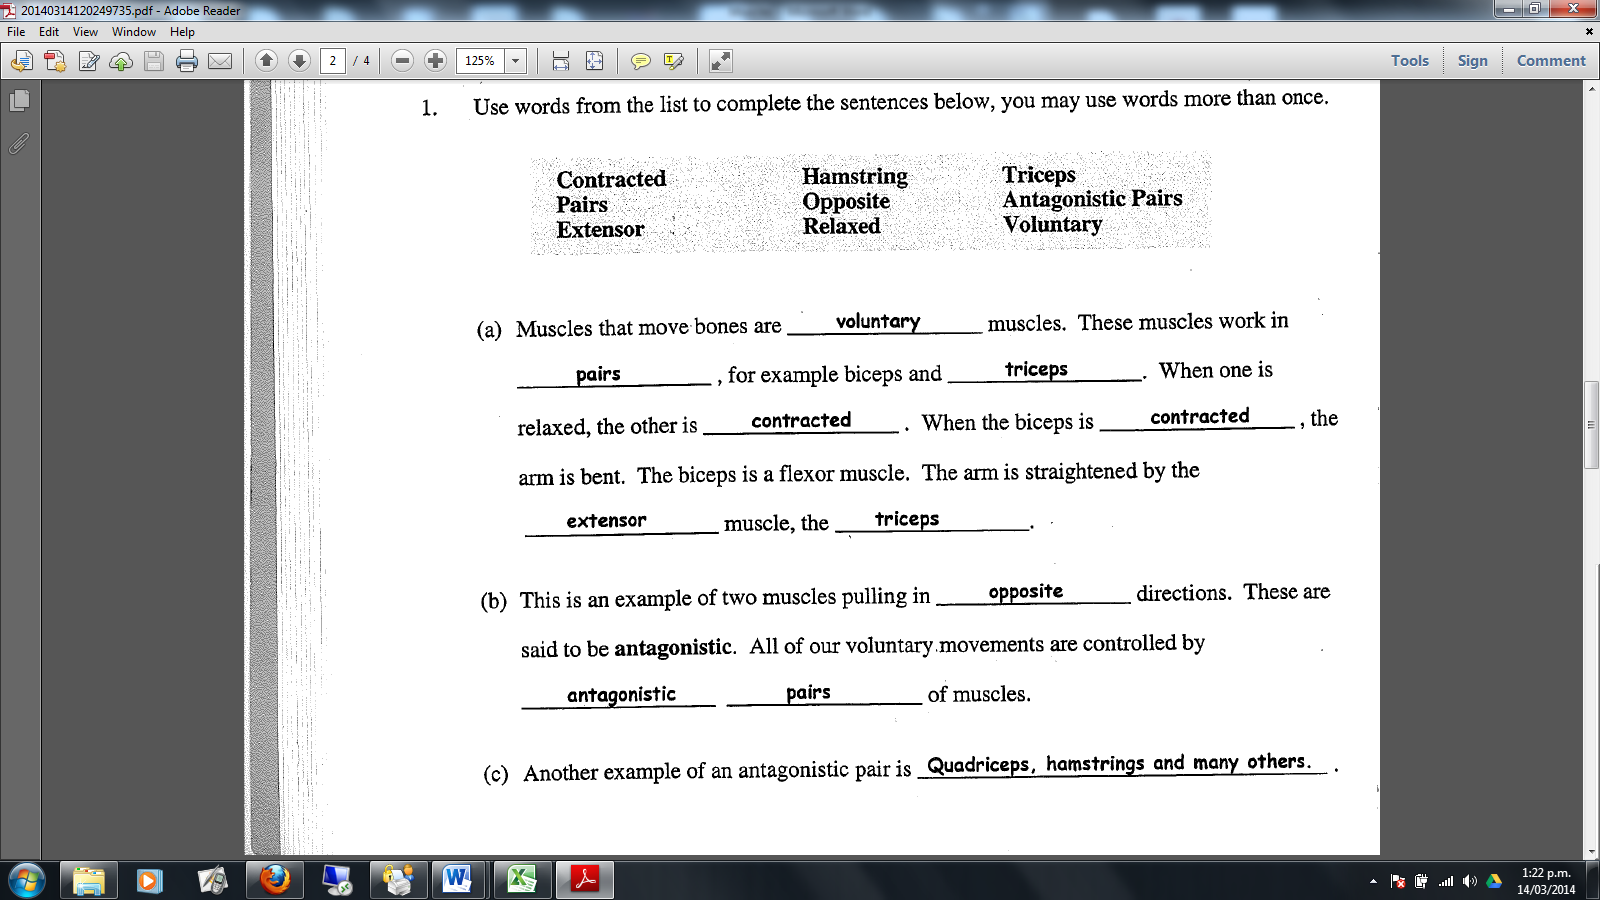 20140314120249735.pdf - Adobe Reader
File Edit View Window Help
2 / 4 125% Tools Sign Comment
1. Use words from the list to complete the sentences below, you may use words more than once.
Contracted Hamstring Triceps
Pairs Opposite Antagonistic Pairs
Extensor Relaxed Voluntary
(a) Muscles that move bones are voluntary muscles. These muscles work in
pairs, for example biceps and triceps. When one is
relaxed, the other is contracted. When the biceps is contracted, the
arm is bent. The biceps is a flexor muscle. The arm is straightened by the
extensor muscle, the triceps.
(b) This is an example of two muscles pulling in opposite directions. These are
said to be antagonistic. All of our voluntary movements are controlled by
antagonistic pairs of muscles.
(c) Another example of an antagonistic pair is Quadriceps, hamstrings and many others. .
1:22 p.m.
14/03/2014